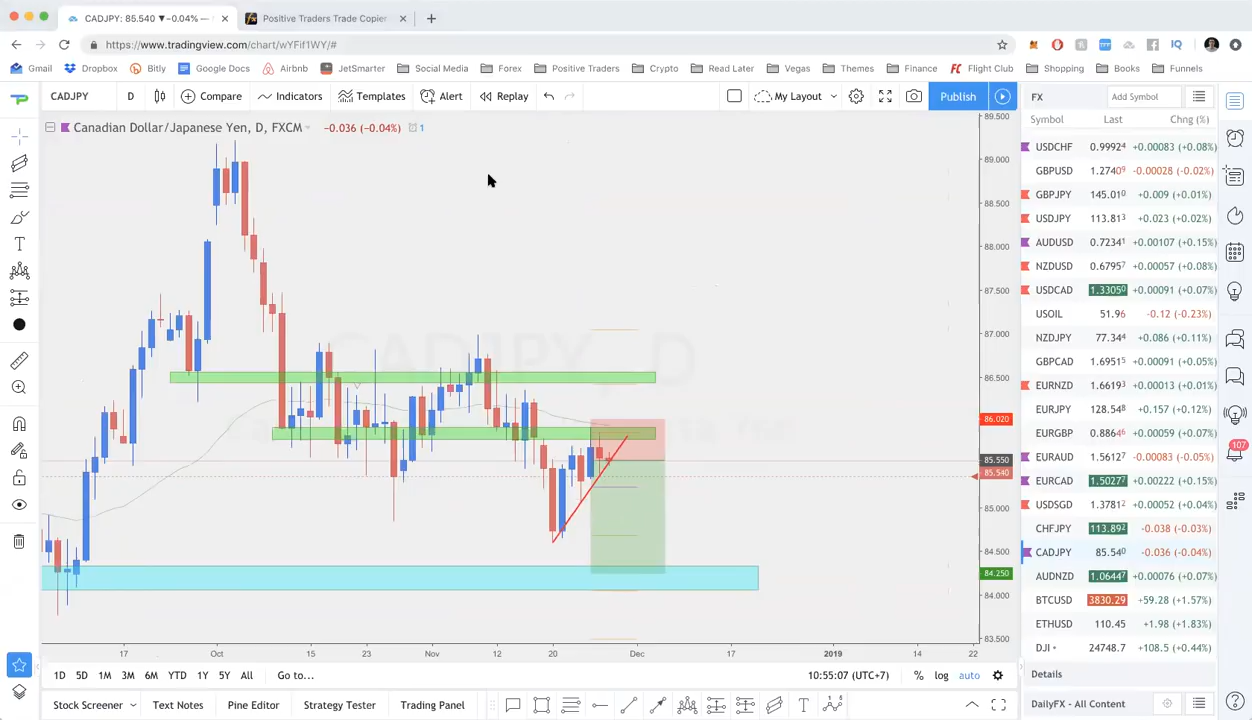 CADJPY: 85.540 ▼−0.04% —
Positive Traders Trade Copier
https://www.tradingview.com/chart/wYFif1WY/#
Gmail Dropbox Bitly Google Docs Airbnb JetSmarter Social Media Forex Positive Traders Crypto Read Later Vegas Themes Finance Flight Club Shopping Books Funnels
CADJPY D Compare Indicators Templates Alert Replay My Layout Publish
FX Add Symbol
Symbol Last Chng (%)
Canadian Dollar/Japanese Yen, D, FXCM −0.036 (−0.04%) 1
USDCHF 0.99924 +0.00083 (+0.08%)
GBPUSD 1.27409 −0.00028 (−0.02%)
GBPJPY 145.010 +0.009 (+0.01%)
USDJPY 113.813 +0.023 (+0.02%)
AUDUSD 0.72341 +0.00107 (+0.15%)
NZDUSD 0.67957 +0.00057 (+0.08%)
USDCAD 1.33050 +0.00091 (+0.07%)
USOIL 51.96 −0.12 (−0.23%)
NZDJPY 77.344 +0.086 (+0.11%)
GBPCAD 1.69515 +0.00091 (+0.05%)
EURNZD 1.66193 +0.00013 (+0.01%)
EURJPY 128.548 +0.157 (+0.12%)
EURGBP 0.88646 +0.00059 (+0.07%)
EURAUD 1.56127 −0.00083 (−0.05%)
EURCAD 1.50277 +0.00222 (+0.15%)
USDSGD 1.37812 +0.00052 (+0.04%)
CHFJPY 113.892 −0.038 (−0.03%)
CADJPY 85.540 −0.036 (−0.04%)
AUDNZD 1.06447 +0.00076 (+0.07%)
BTCUSD 3830.29 +59.28 (+1.57%)
ETHUSD 110.45 +1.98 (+1.83%)
DJI 24748.7 +108.5 (+0.44%)
Details
DailyFX - All Content
107
89.500
89.000
88.500
88.000
87.500
87.000
86.500
86.020
85.550
85.540
85.000
84.500
84.250
84.000
83.500
CADJPY, D
17 Oct 15 23 Nov 12 20 Dec 17 2019 14 22
1D 5D 1M 3M 6M YTD 1Y 5Y All Go to... 10:55:07 (UTC+7) % log auto
Stock Screener Text Notes Pine Editor Strategy Tester Trading Panel